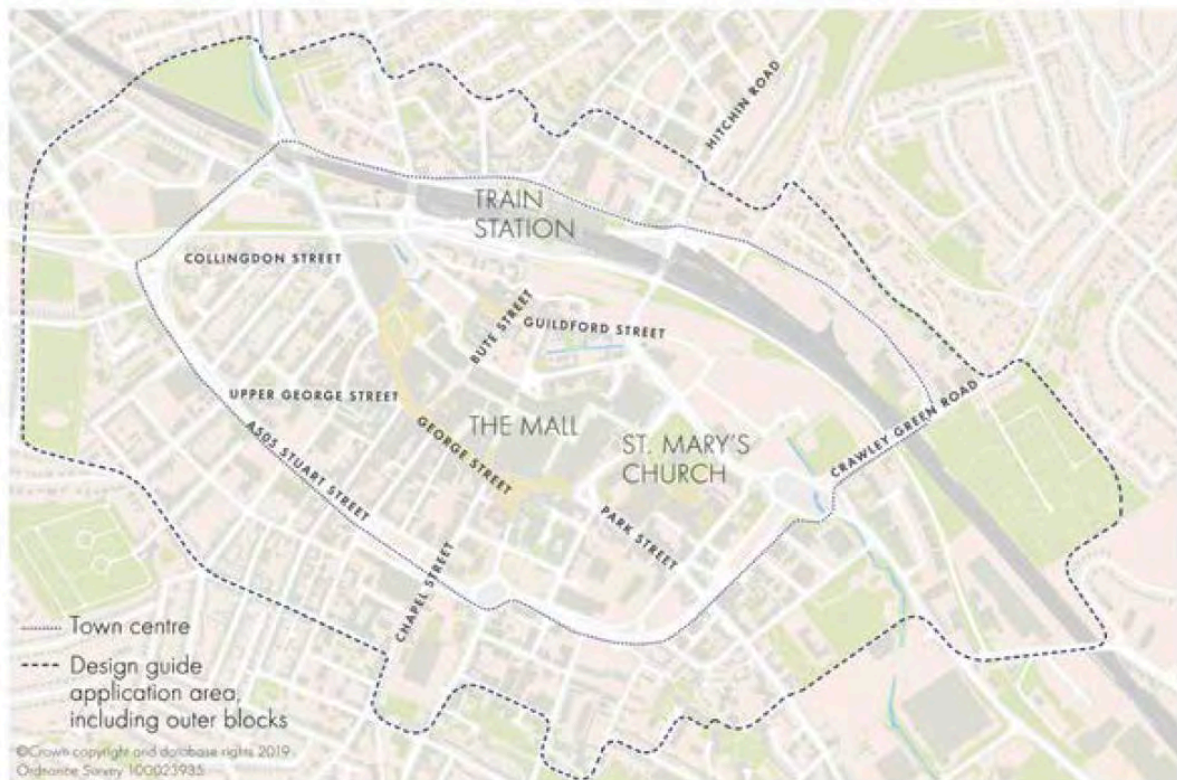 HITCHIN ROAD
TRAIN
STATION
COLLINGDON STREET
BUTE STREET
GUILDFORD STREET
UPPER GEORGE STREET
GEORGE STREET
THE MALL
ST. MARY'S
CHURCH
CRAWLEY GREEN ROAD
A505 STUART STREET
PARK STREET
CHAPEL STREET
Town centre
Design guide
application area,
including outer blocks
©Crown copyright and database rights 2019
Ordnance Survey 100023935